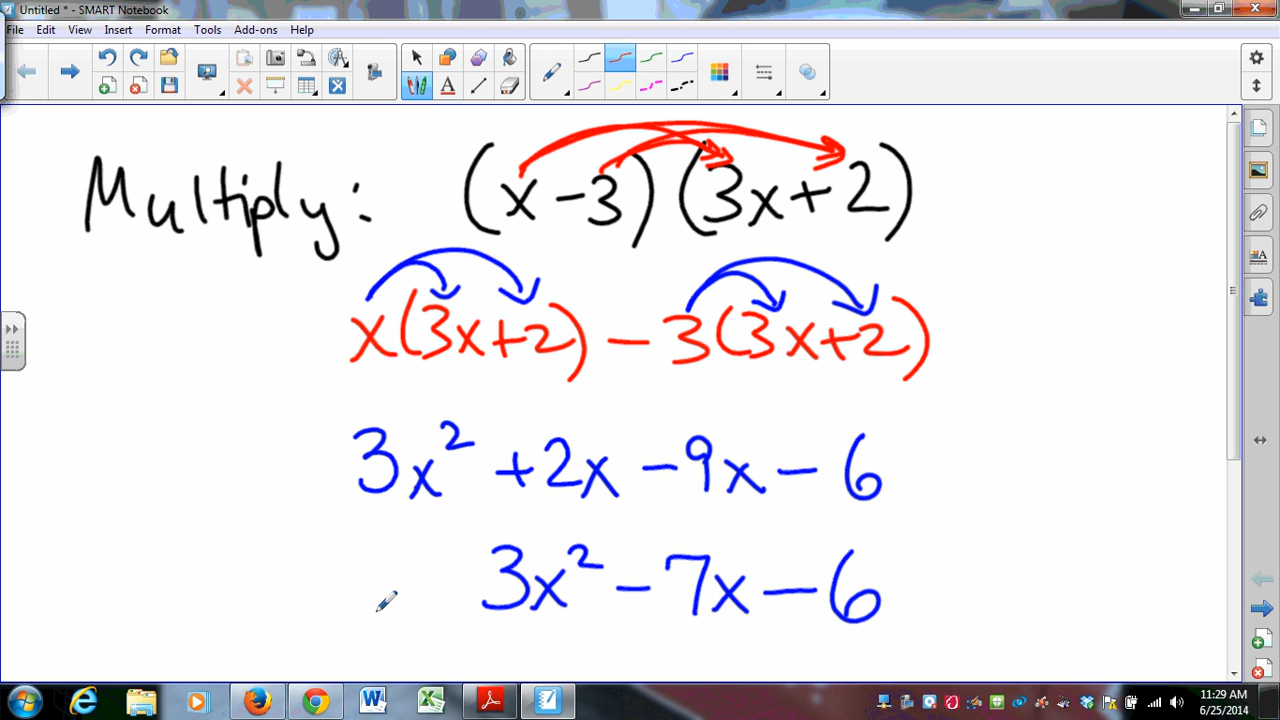 Untitled * - SMART Notebook
File Edit View Insert Format Tools Add-ons Help
Multiply: (x-3)(3x+2)
x(3x+2) - 3(3x+2)
3x² + 2x - 9x - 6
3x² - 7x - 6
11:29 AM
6/25/2014